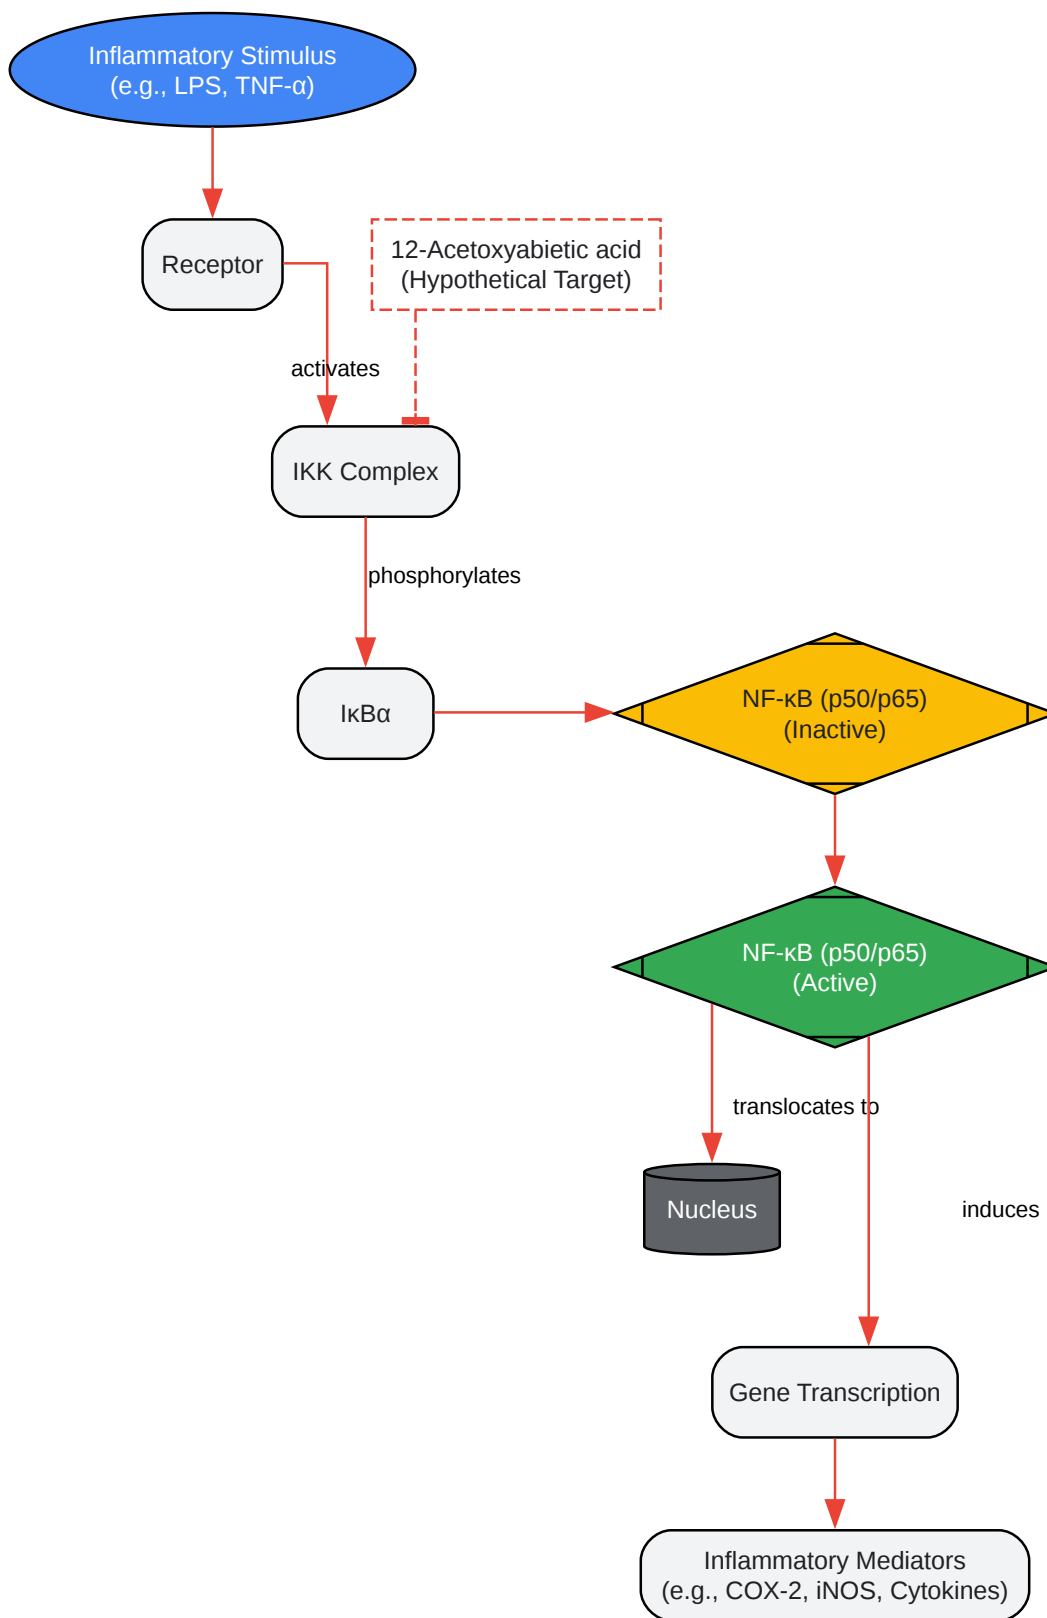 Inflammatory Stimulus
(e.g., LPS, TNF-α)
Receptor
12-Acetoxyabietic acid
(Hypothetical Target)
activates
IKK Complex
phosphorylates
IκBα
NF-κB (p50/p65)
(Inactive)
NF-κB (p50/p65)
(Active)
translocates to
Nucleus
induces
Gene Transcription
Inflammatory Mediators
(e.g., COX-2, iNOS, Cytokines)